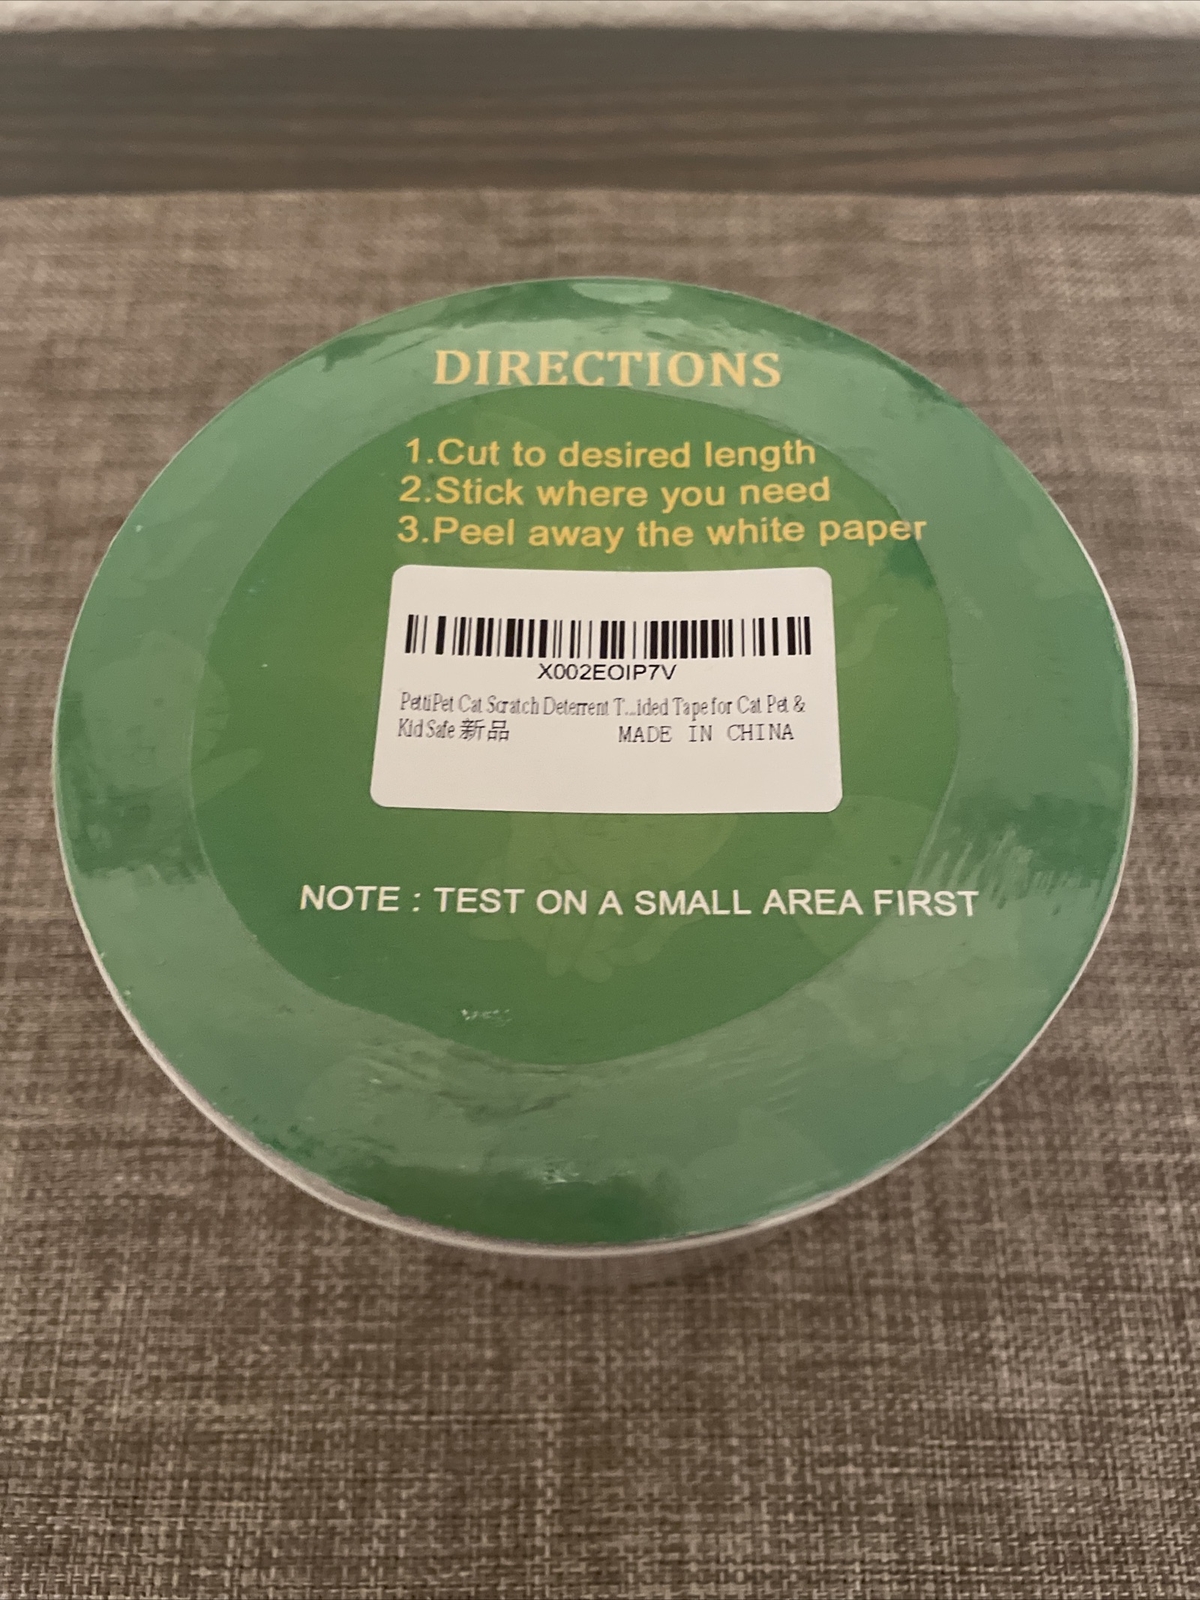 DIRECTIONS
1.Cut to desired length
2.Stick where you need
3.Peel away the white paper
X002EOIP7V
PettiPet Cat Scratch Deterrent T...ided Tape for Cat Pet &
Kid Safe 新品 MADE IN CHINA
NOTE : TEST ON A SMALL AREA FIRST